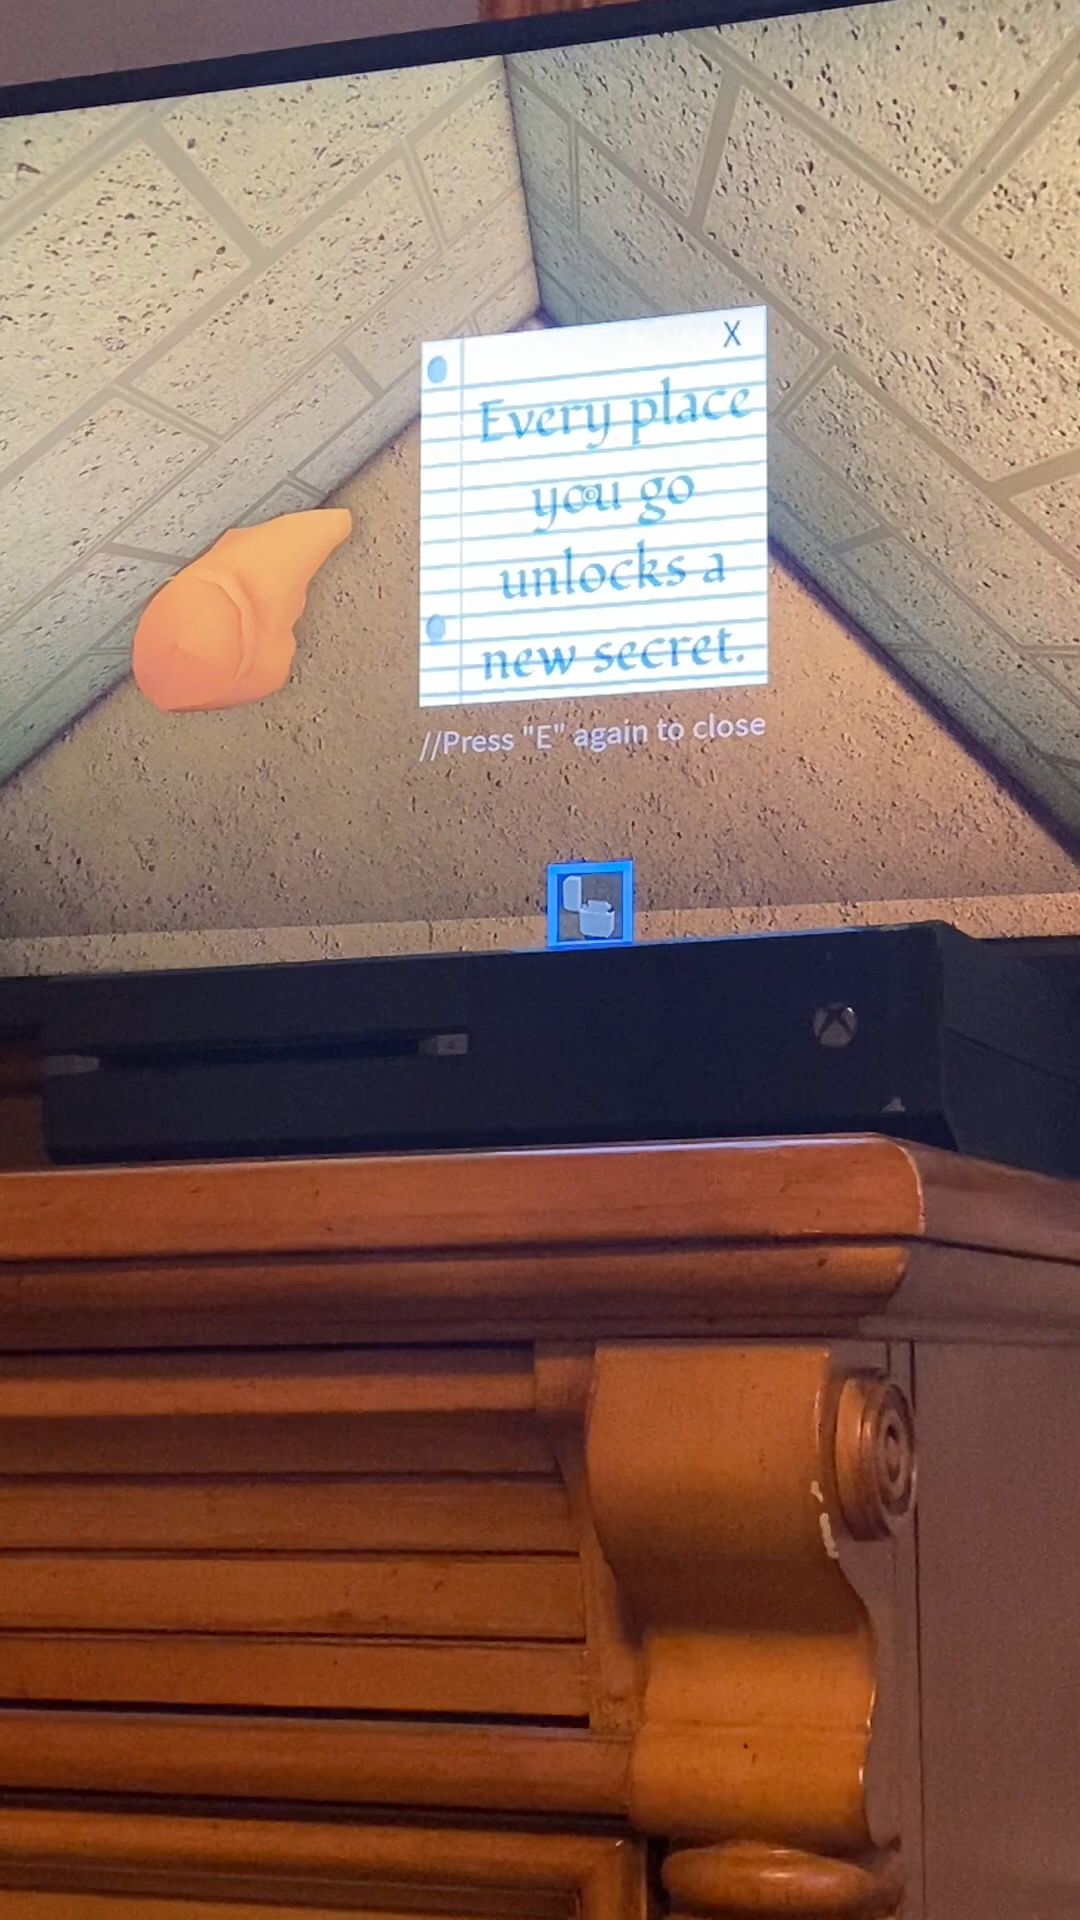 X
Every place
you go
unlocks a
new secret.
//Press "E" again to close